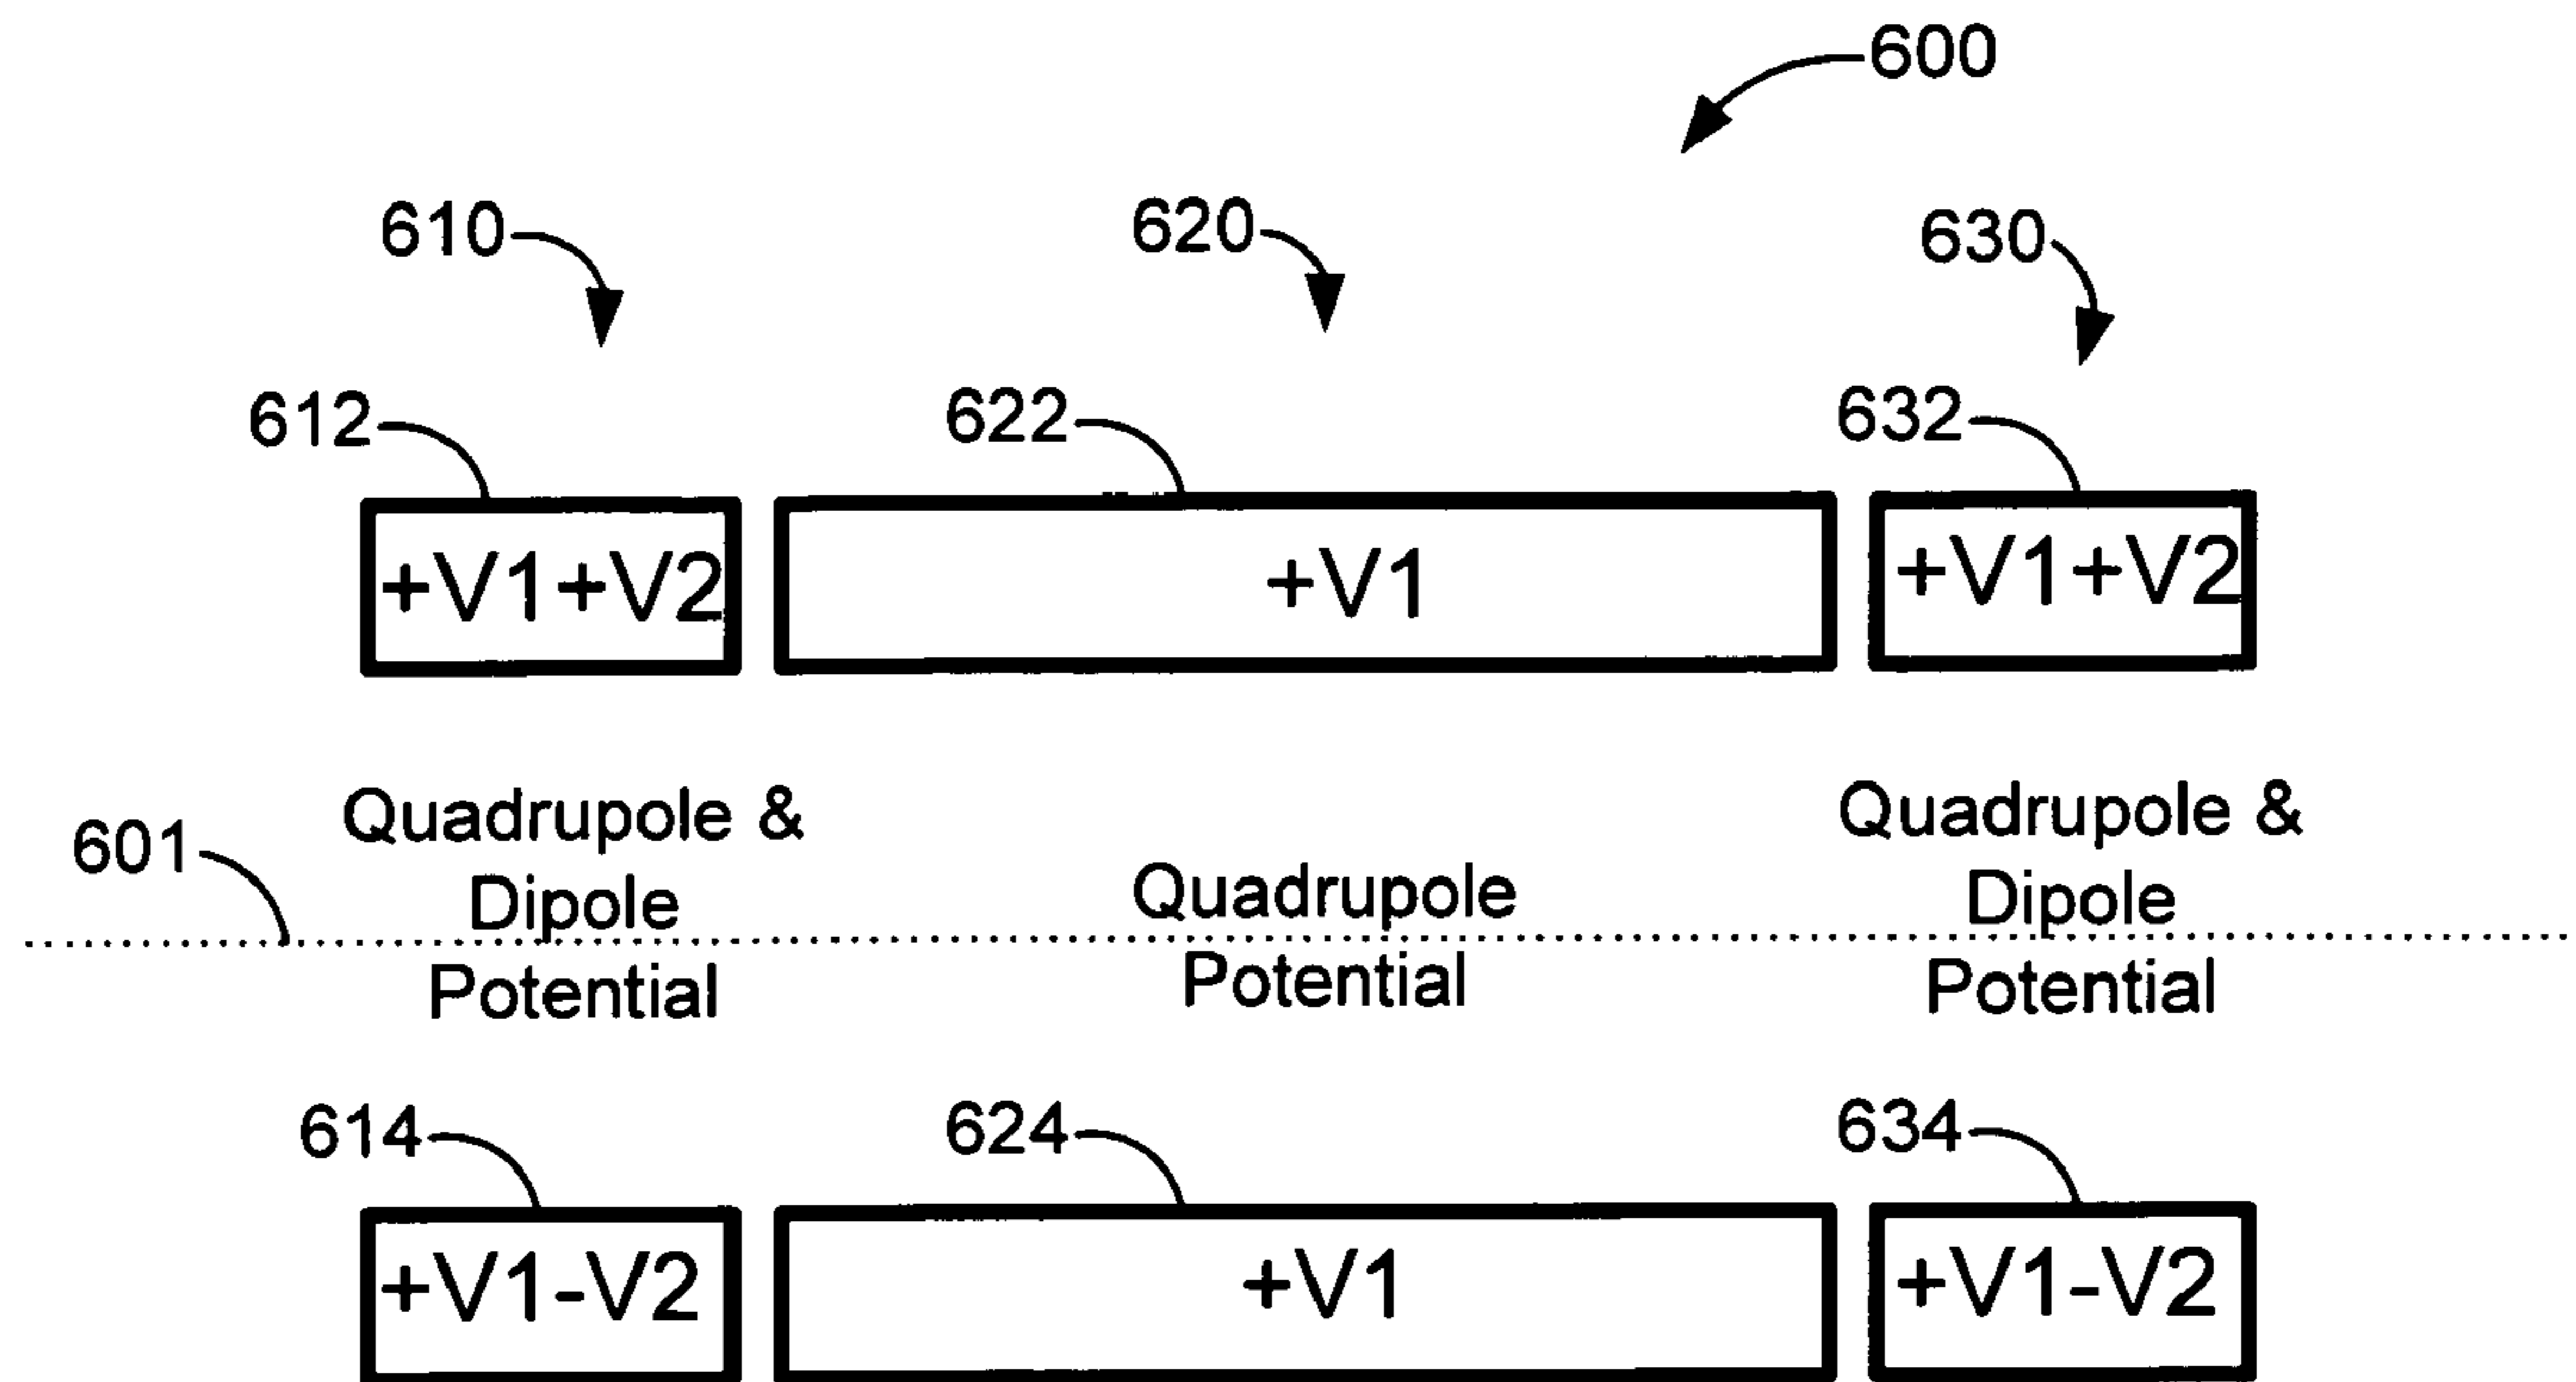 600
610 620 630
612 622 632
+V1+V2 +V1 +V1+V2
Quadrupole & Dipole Potential
Quadrupole Potential
Quadrupole & Dipole Potential
601
614 624 634
+V1-V2 +V1 +V1-V2